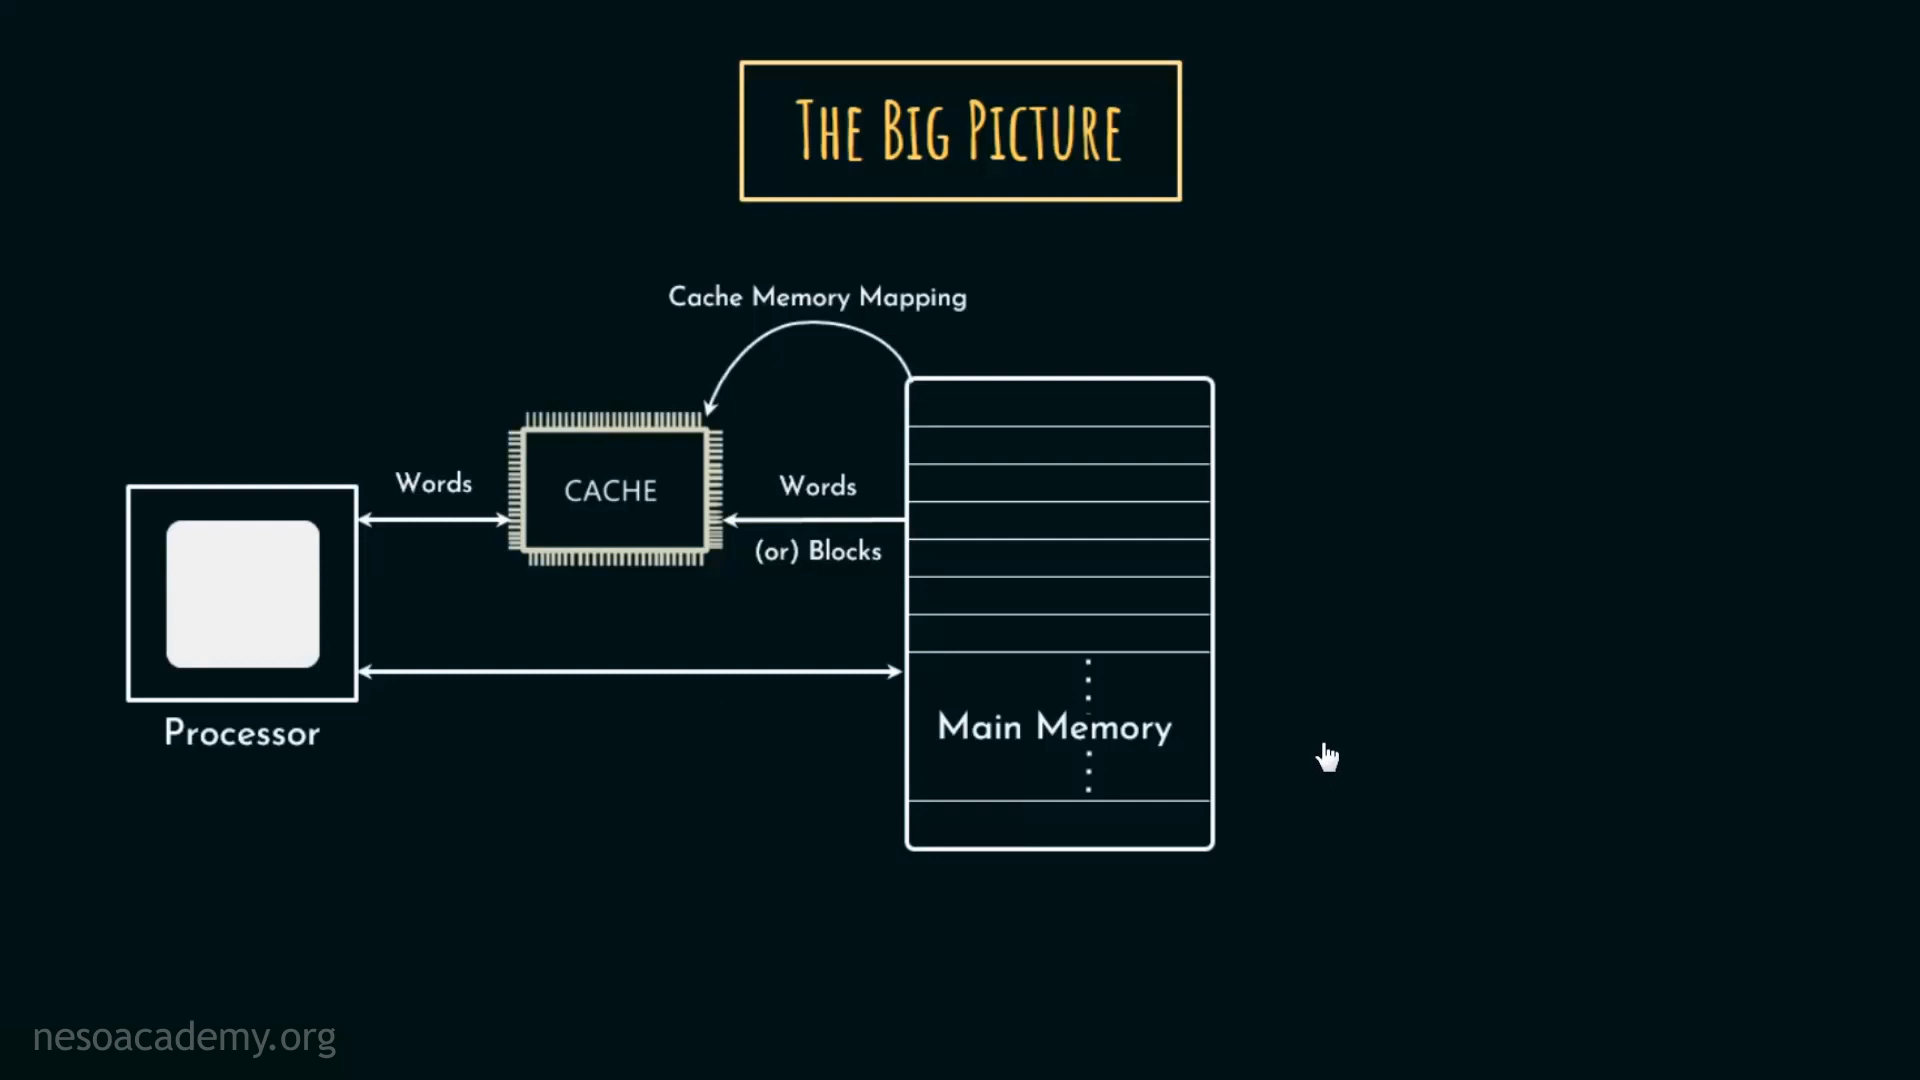 THE BIG PICTURE
Cache Memory Mapping
Words
CACHE
Words
(or) Blocks
Processor
Main Memory
nesoacademy.org